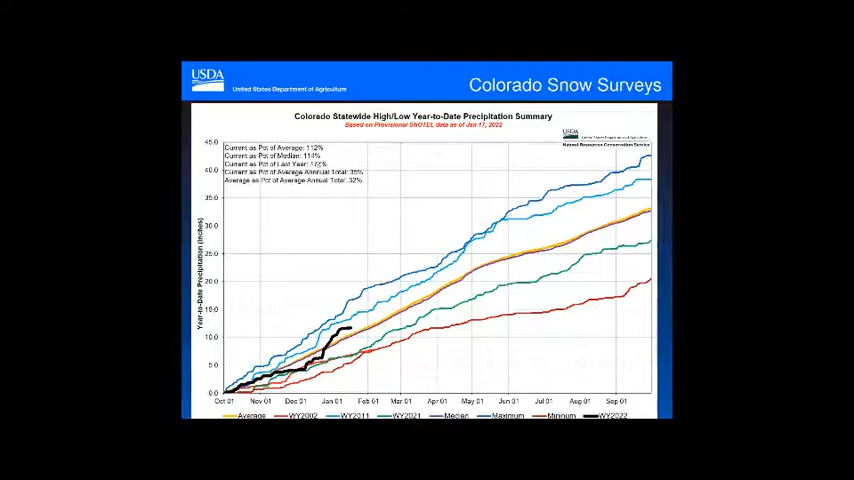 USDA
United States Department of Agriculture
Colorado Snow Surveys
Colorado Statewide High/Low Year-to-Date Precipitation Summary
Based on Provisional SNOTEL data as of Jan 17, 2022
USDA
United States Department of Agriculture
Natural Resources Conservation Service
Current as Pct of Average: 112%
Current as Pct of Median: 114%
Current as Pct of Last Year:
Current as Pct of Average Annual Total: 35%
Average as Pct of Average Annual Total: 32%
Year-to-Date Precipitation (inches)
45.0
40.0
35.0
30.0
25.0
20.0
15.0
10.0
5.0
0.0
Oct 01 Nov 01 Dec 01 Jan 01 Feb 01 Mar 01 Apr 01 May 01 Jun 01 Jul 01 Aug 01 Sep 01
Average WY2002 WY2011 WY2021 Median Maximum Minimum WY2022